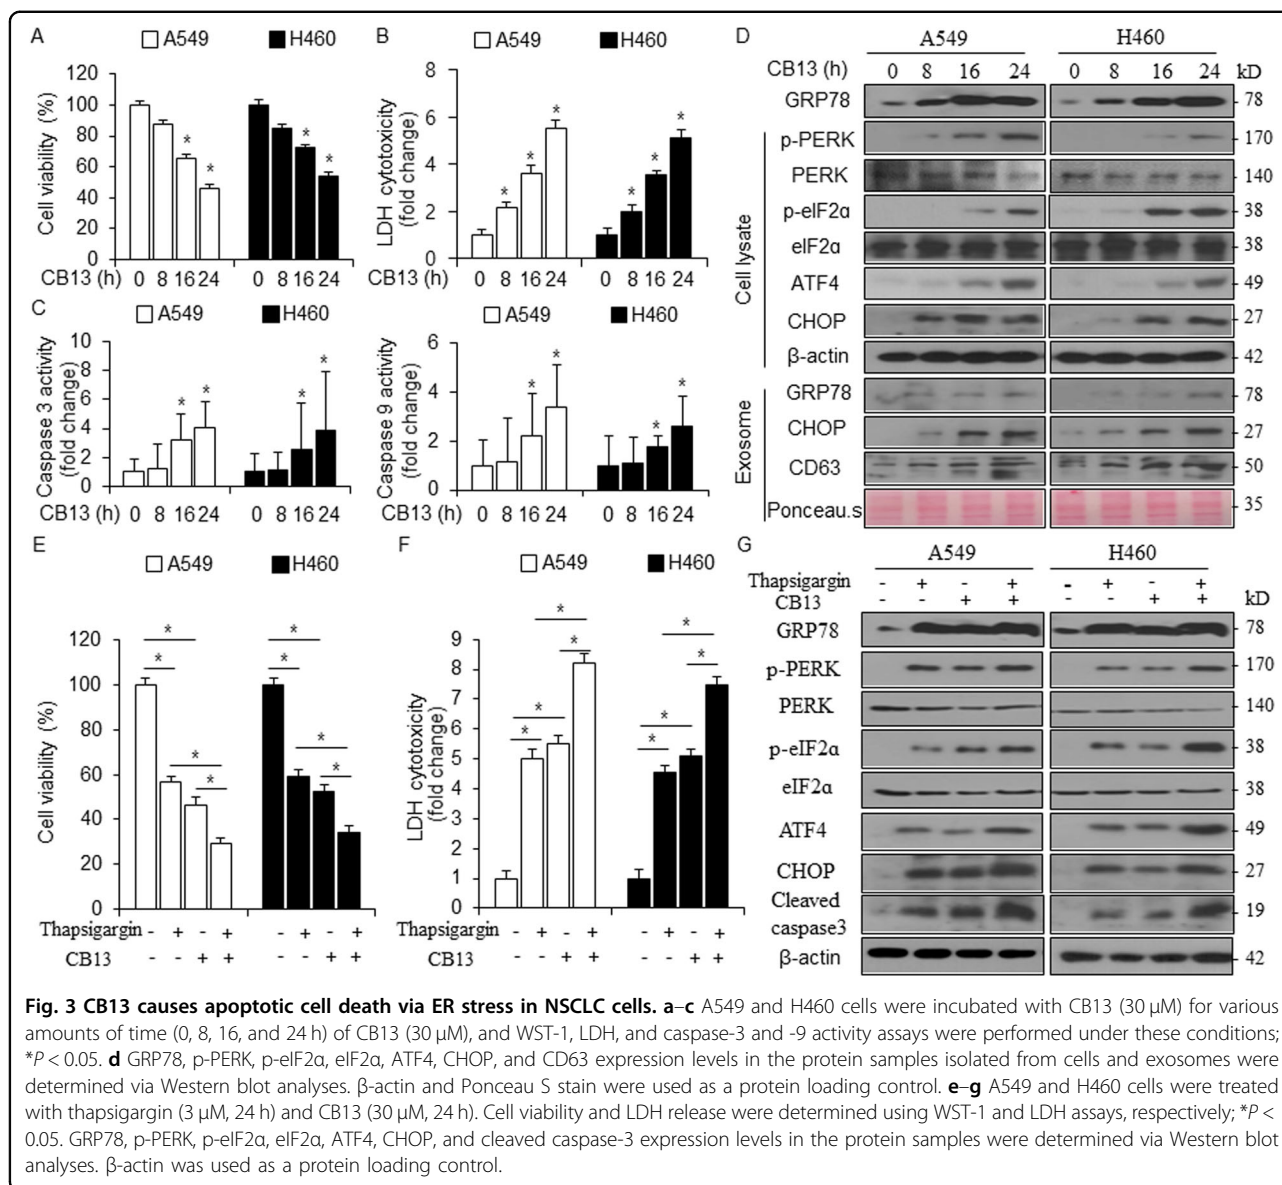 A
A549
H460
Cell viability (%)
120
100
80
60
40
20
0
CB13 (h)
0 8 16 24 0 8 16 24
B
A549
H460
LDH cytotoxicity
(fold change)
8
6
4
2
0
* * * * * *
CB13 (h)
0 8 16 24 0 8 16 24
C
A549
H460
Caspase 3 activity
(fold change)
10
8
6
4
2
0
* * * *
CB13 (h)
0 8 16 24 0 8 16 24
A549
H460
Caspase 9 activity
(fold change)
6
4
2
0
* * * *
CB13 (h)
0 8 16 24 0 8 16 24
D
A549
H460
CB13 (h)
0 8 16 24 0 8 16 24 kD
Cell lysate
GRP78 78
p-PERK 170
PERK 140
p-eIF2α 38
eIF2α 38
ATF4 49
CHOP 27
β-actin 42
Exosome
GRP78 78
CHOP 27
CD63 50
Ponceau.s 35
E
A549
H460
Cell viability (%)
120
100
80
60
40
20
0
* * * * * * * *
Thapsigargin - + - + - + - +
CB13 - - + + - - + +
F
A549
H460
LDH cytotoxicity
(fold change)
9
8
7
6
5
4
3
2
1
0
* * * * * * * *
- + - + - + - +
- - + + - - + +
G
A549
H460
Thapsigargin - + - + - + - +
CB13 - - + + - - + + kD
GRP78 78
p-PERK 170
PERK 140
p-eIF2α 38
eIF2α 38
ATF4 49
CHOP 27
Cleaved
caspase3 19
β-actin 42
Fig. 3 CB13 causes apoptotic cell death via ER stress in NSCLC cells. a–c A549 and H460 cells were incubated with CB13 (30 μM) for various
amounts of time (0, 8, 16, and 24 h) of CB13 (30 μM), and WST-1, LDH, and caspase-3 and -9 activity assays were performed under these conditions;
*P < 0.05. d GRP78, p-PERK, p-eIF2α, eIF2α, ATF4, CHOP, and CD63 expression levels in the protein samples isolated from cells and exosomes were
determined via Western blot analyses. β-actin and Ponceau S stain were used as a protein loading control. e–g A549 and H460 cells were treated
with thapsigargin (3 μM, 24 h) and CB13 (30 μM, 24 h). Cell viability and LDH release were determined using WST-1 and LDH assays, respectively; *P <
0.05. GRP78, p-PERK, p-eIF2α, eIF2α, ATF4, CHOP, and cleaved caspase-3 expression levels in the protein samples were determined via Western blot
analyses. β-actin was used as a protein loading control.